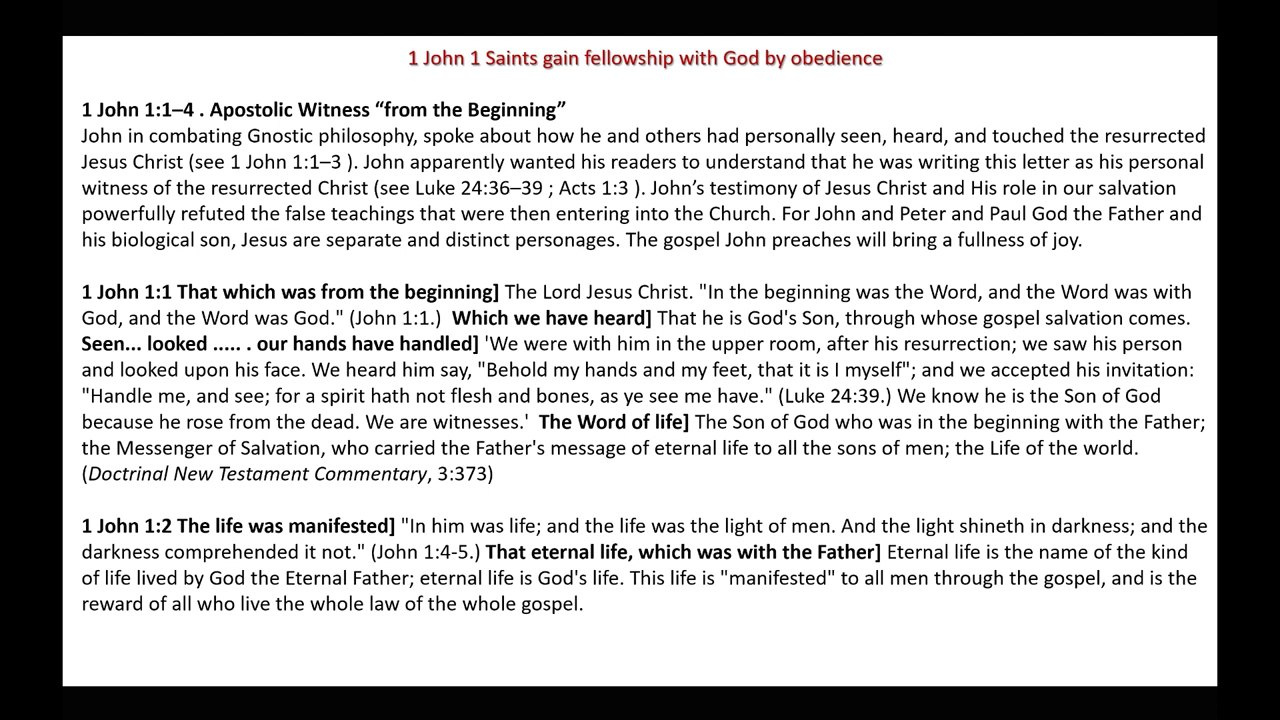 1 John 1 Saints gain fellowship with God by obedience
1 John 1:1–4 . Apostolic Witness “from the Beginning”
John in combating Gnostic philosophy, spoke about how he and others had personally seen, heard, and touched the resurrected
Jesus Christ (see 1 John 1:1–3 ). John apparently wanted his readers to understand that he was writing this letter as his personal
witness of the resurrected Christ (see Luke 24:36–39 ; Acts 1:3 ). John’s testimony of Jesus Christ and His role in our salvation
powerfully refuted the false teachings that were then entering into the Church. For John and Peter and Paul God the Father and
his biological son, Jesus are separate and distinct personages. The gospel John preaches will bring a fullness of joy.
1 John 1:1 That which was from the beginning] The Lord Jesus Christ. "In the beginning was the Word, and the Word was with
God, and the Word was God." (John 1:1.)  Which we have heard] That he is God's Son, through whose gospel salvation comes.
Seen... looked ..... . our hands have handled] 'We were with him in the upper room, after his resurrection; we saw his person
and looked upon his face. We heard him say, "Behold my hands and my feet, that it is I myself"; and we accepted his invitation:
"Handle me, and see; for a spirit hath not flesh and bones, as ye see me have." (Luke 24:39.) We know he is the Son of God
because he rose from the dead. We are witnesses.'  The Word of life] The Son of God who was in the beginning with the Father;
the Messenger of Salvation, who carried the Father's message of eternal life to all the sons of men; the Life of the world.
(Doctrinal New Testament Commentary, 3:373)
1 John 1:2 The life was manifested] "In him was life; and the life was the light of men. And the light shineth in darkness; and the
darkness comprehended it not." (John 1:4-5.) That eternal life, which was with the Father] Eternal life is the name of the kind
of life lived by God the Eternal Father; eternal life is God's life. This life is "manifested" to all men through the gospel, and is the
reward of all who live the whole law of the whole gospel.